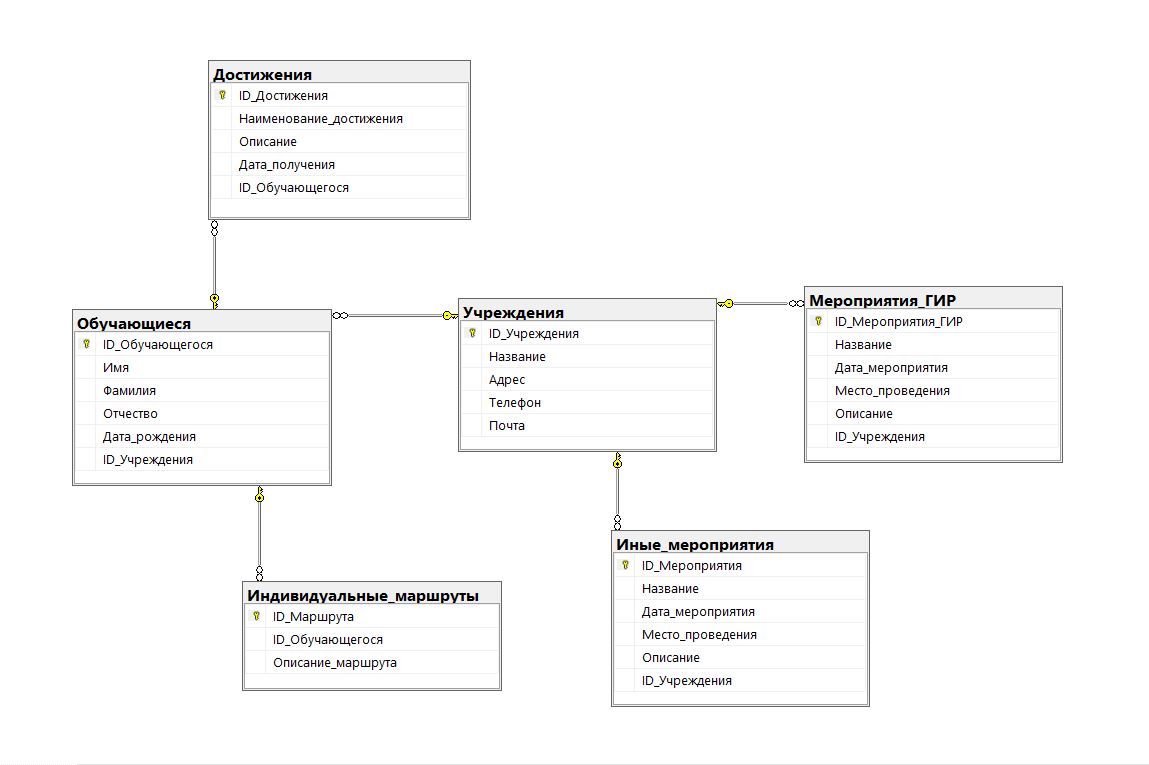 Достижения
ID_Достижения
Наименование_достижения
Описание
Дата_получения
ID_Обучающегося
Обучающиеся
ID_Обучающегося
Имя
Фамилия
Отчество
Дата_рождения
ID_Учреждения
Учреждения
ID_Учреждения
Название
Адрес
Телефон
Почта
Мероприятия_ГИР
ID_Мероприятия_ГИР
Название
Дата_мероприятия
Место_проведения
Описание
ID_Учреждения
Индивидуальные_маршруты
ID_Маршрута
ID_Обучающегося
Описание_маршрута
Иные_мероприятия
ID_Мероприятия
Название
Дата_мероприятия
Место_проведения
Описание
ID_Учреждения